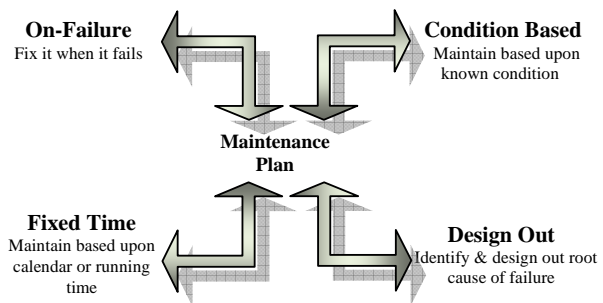 On-Failure
Fix it when it fails
Condition Based
Maintain based upon
known condition
Maintenance
Plan
Fixed Time
Maintain based upon
calendar or running
time
Design Out
Identify & design out root
cause of failure